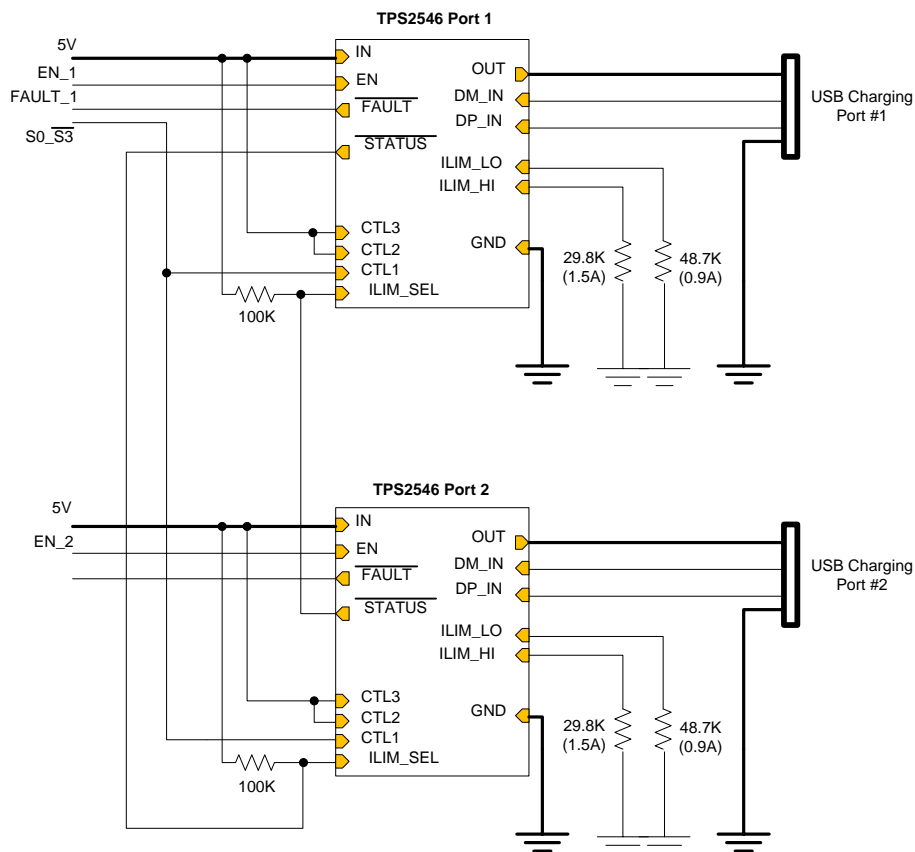 TPS2546 Port 1
5V
EN_1
FAULT_1
S0_S3
IN
EN
FAULT
STATUS
CTL3
CTL2
CTL1
ILIM_SEL
100K
OUT
DM_IN
DP_IN
ILIM_LO
ILIM_HI
GND
29.8K
(1.5A)
48.7K
(0.9A)
USB Charging
Port #1
TPS2546 Port 2
5V
EN_2
IN
EN
FAULT
STATUS
CTL3
CTL2
CTL1
ILIM_SEL
100K
OUT
DM_IN
DP_IN
ILIM_LO
ILIM_HI
GND
29.8K
(1.5A)
48.7K
(0.9A)
USB Charging
Port #2